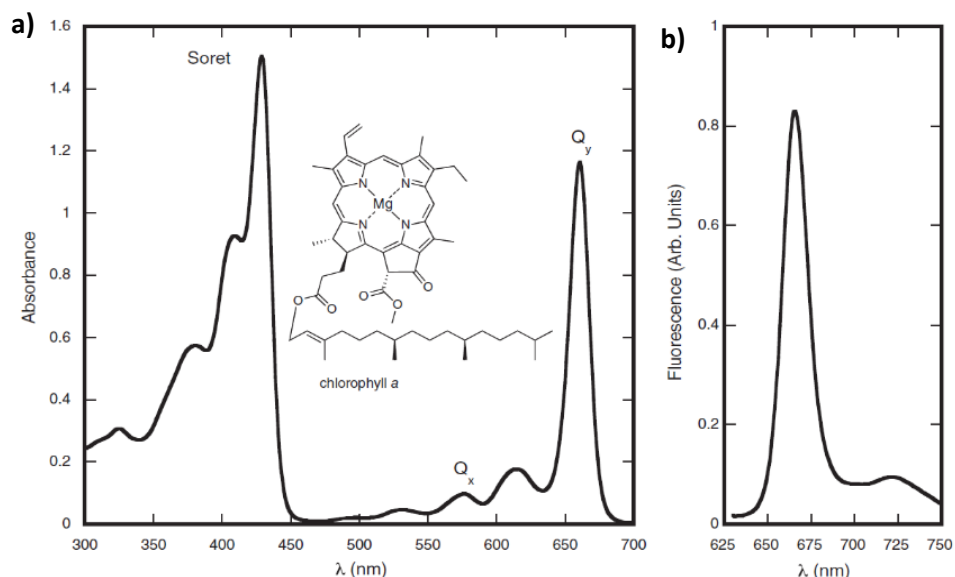 a)
Soret
Q_y
Q_x
N
N
Mg
N
N
O
O
O
O
O
chlorophyll a
Absorbance
1.6
1.4
1.2
1
0.8
0.6
0.4
0.2
0
300
350
400
450
500
550
600
650
700
λ (nm)
b)
Fluorescence (Arb. Units)
1
0.8
0.6
0.4
0.2
0
625
650
675
700
725
750
λ (nm)